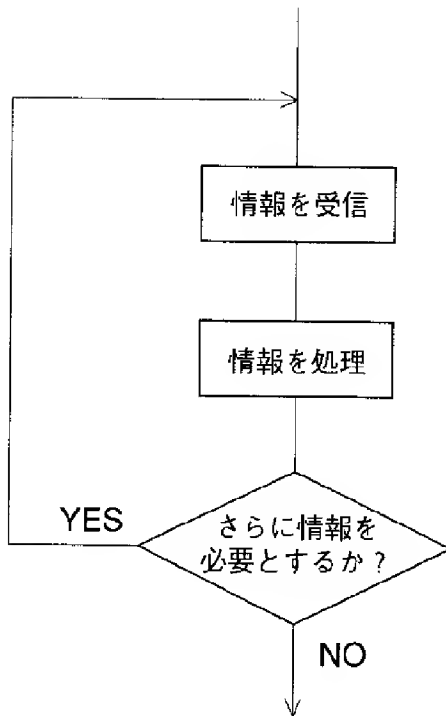 情報を受信
情報を処理
さらに情報を
必要とするか？
YES
NO